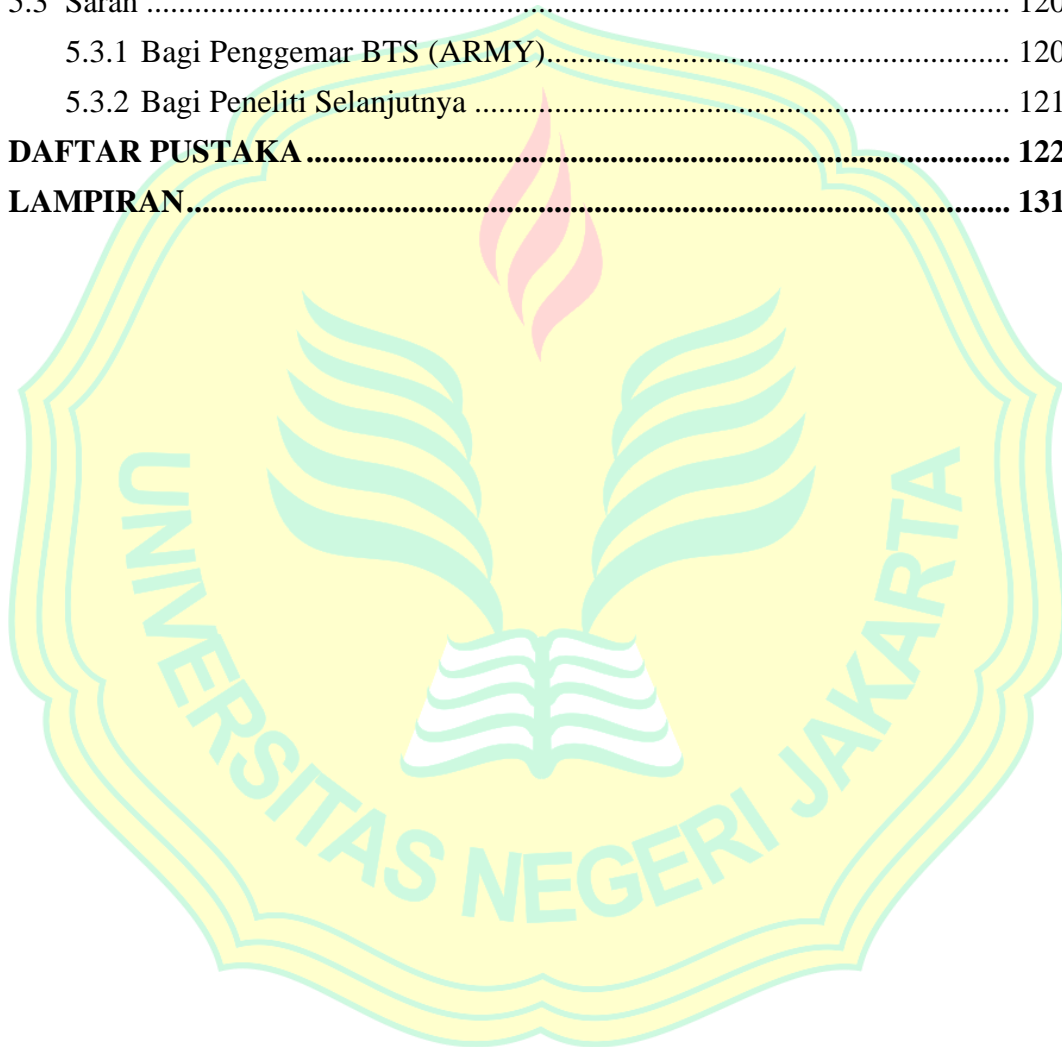 5.3 Saran ........................................................................................................ 120
5.3.1 Bagi Penggemar BTS (ARMY)........................................................ 120
5.3.2 Bagi Peneliti Selanjutnya ................................................................. 121
DAFTAR PUSTAKA ..................................................................................... 122
LAMPIRAN.................................................................................................... 131
UNIVERSITAS NEGERI JAKARTA